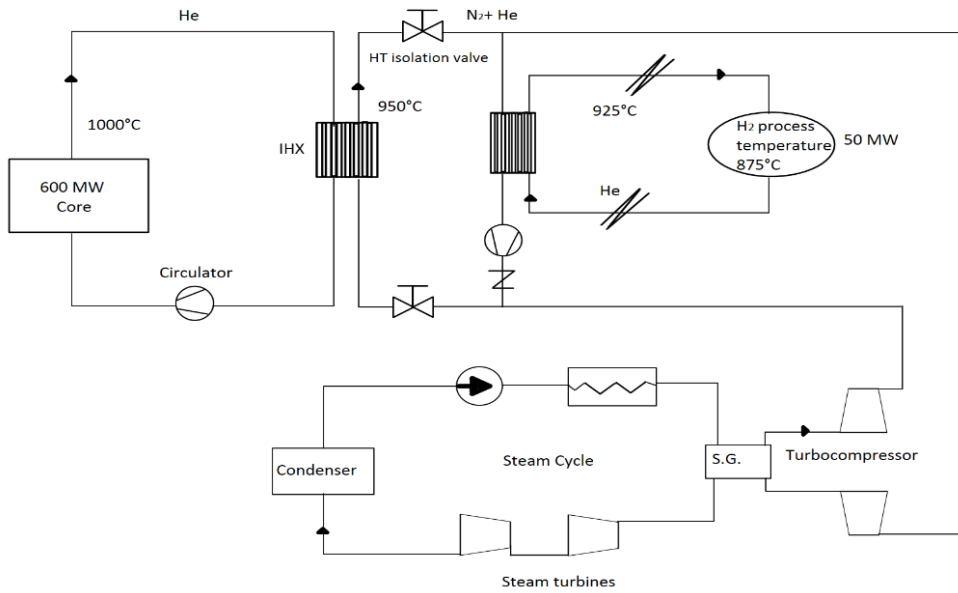 He
N₂+ He
HT isolation valve
1000°C
950°C
925°C
H₂ process
temperature
875°C
50 MW
IHX
600 MW
Core
He
Circulator
Condenser
Steam Cycle
S.G.
Turbocompressor
Steam turbines